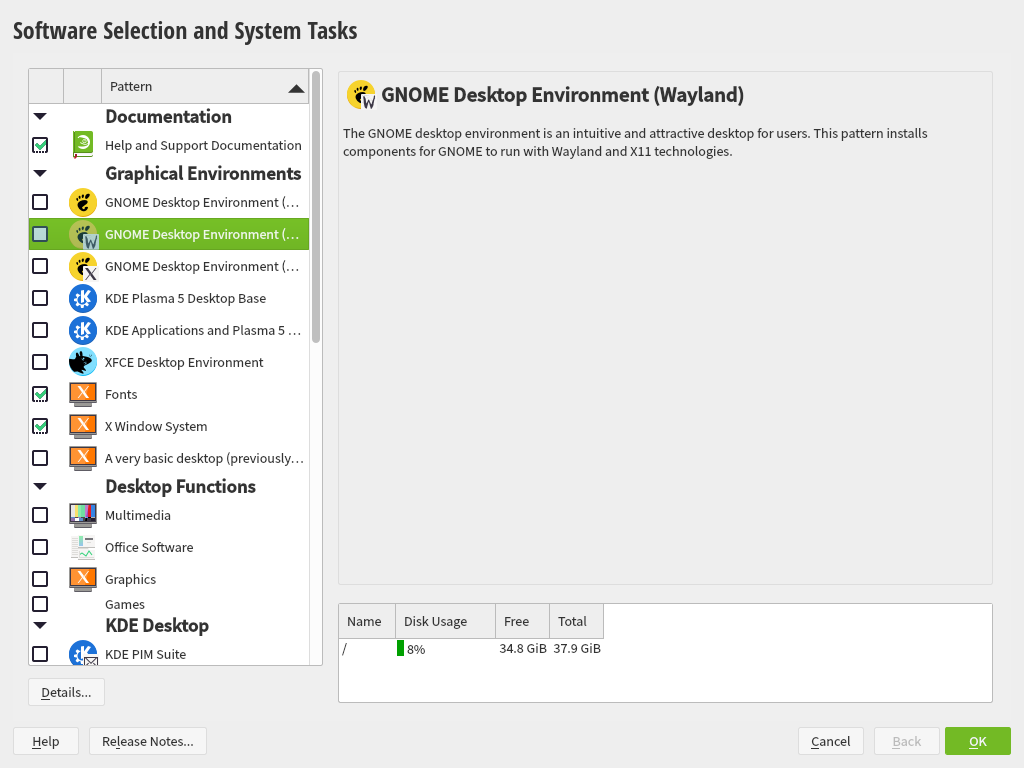 Software Selection and System Tasks
Pattern
Documentation
Help and Support Documentation
Graphical Environments
GNOME Desktop Environment (...
GNOME Desktop Environment (...
GNOME Desktop Environment (...
KDE Plasma 5 Desktop Base
KDE Applications and Plasma 5 ...
XFCE Desktop Environment
Fonts
X Window System
A very basic desktop (previously...
Desktop Functions
Multimedia
Office Software
Graphics
Games
KDE Desktop
KDE PIM Suite
Details...
GNOME Desktop Environment (Wayland)
The GNOME desktop environment is an intuitive and attractive desktop for users. This pattern installs
components for GNOME to run with Wayland and X11 technologies.
Name Disk Usage Free Total
/ 8% 34.8 GiB 37.9 GiB
Help Release Notes... Cancel Back OK